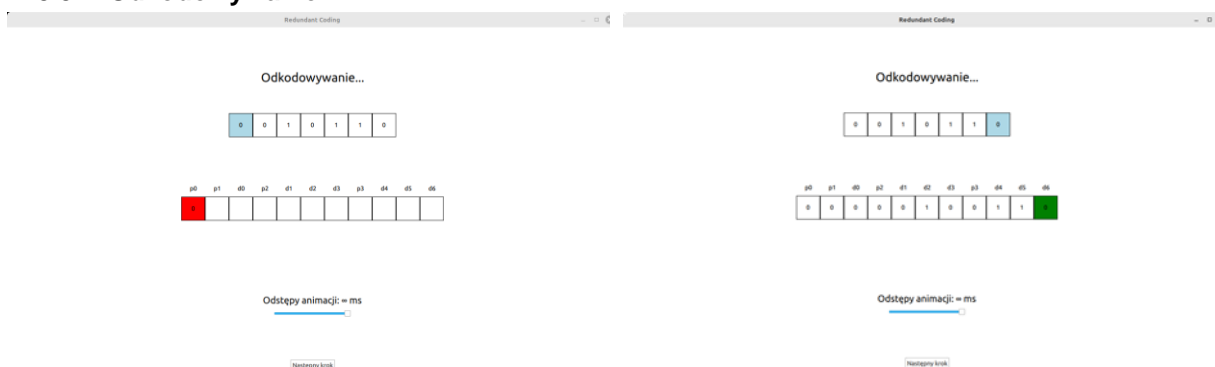 Redundant Coding
Odkodowywanie...
0 0 1 0 1 1 0
p0 p1 d0 p2 d1 d2 d3 p3 d4 d5 d6
Odstępy animacji: ∞ ms
Następny krok
Redundant Coding
Odkodowywanie...
0 0 1 0 1 1 0
p0 p1 d0 p2 d1 d2 d3 p3 d4 d5 d6
0 0 0 0 0 1 0 0 1 1 0
Odstępy animacji: ∞ ms
Następny krok